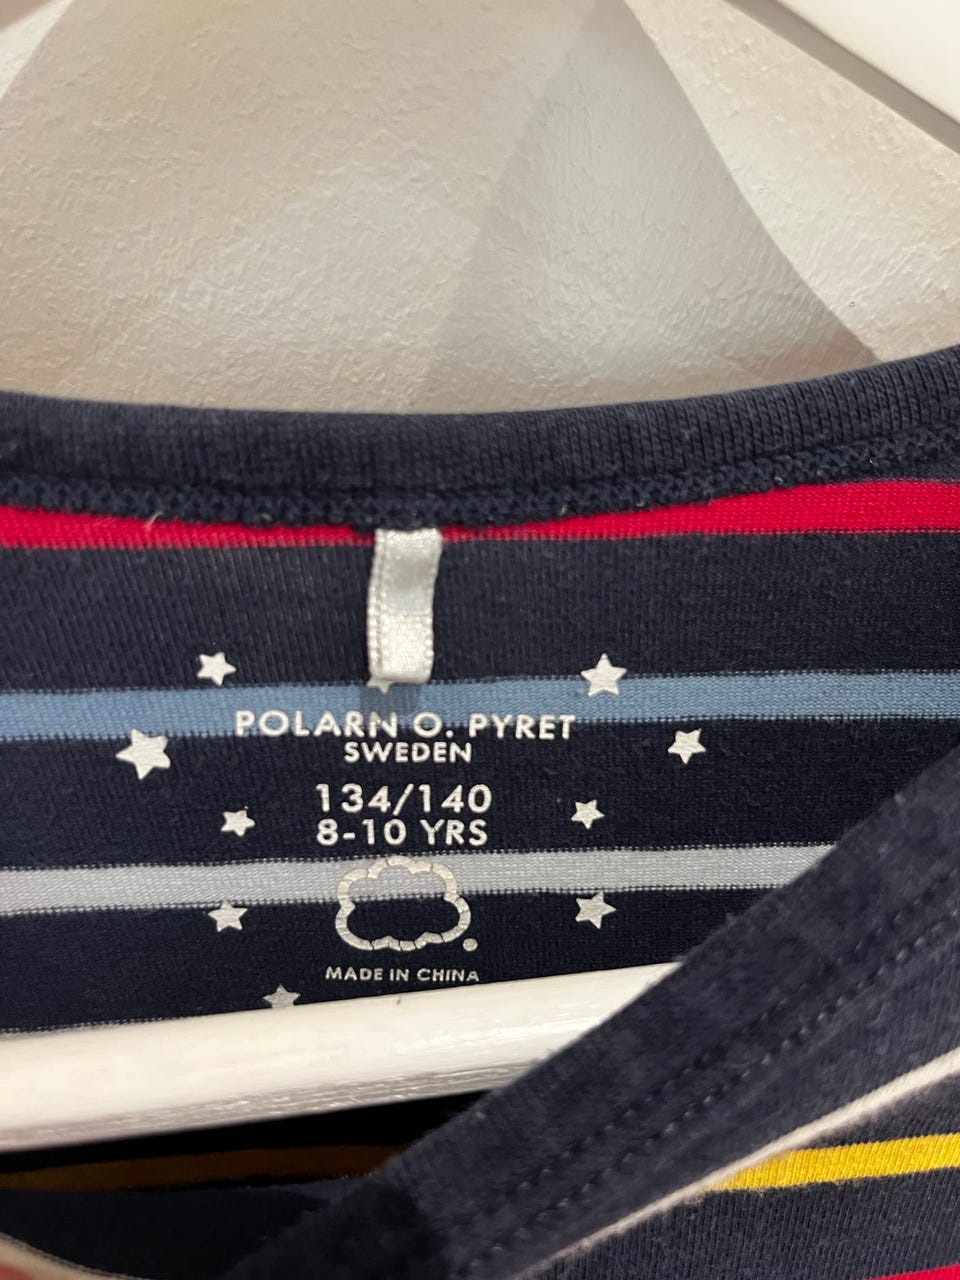 POLARN O. PYRET
SWEDEN
134/140
8-10 YRS
MADE IN CHINA